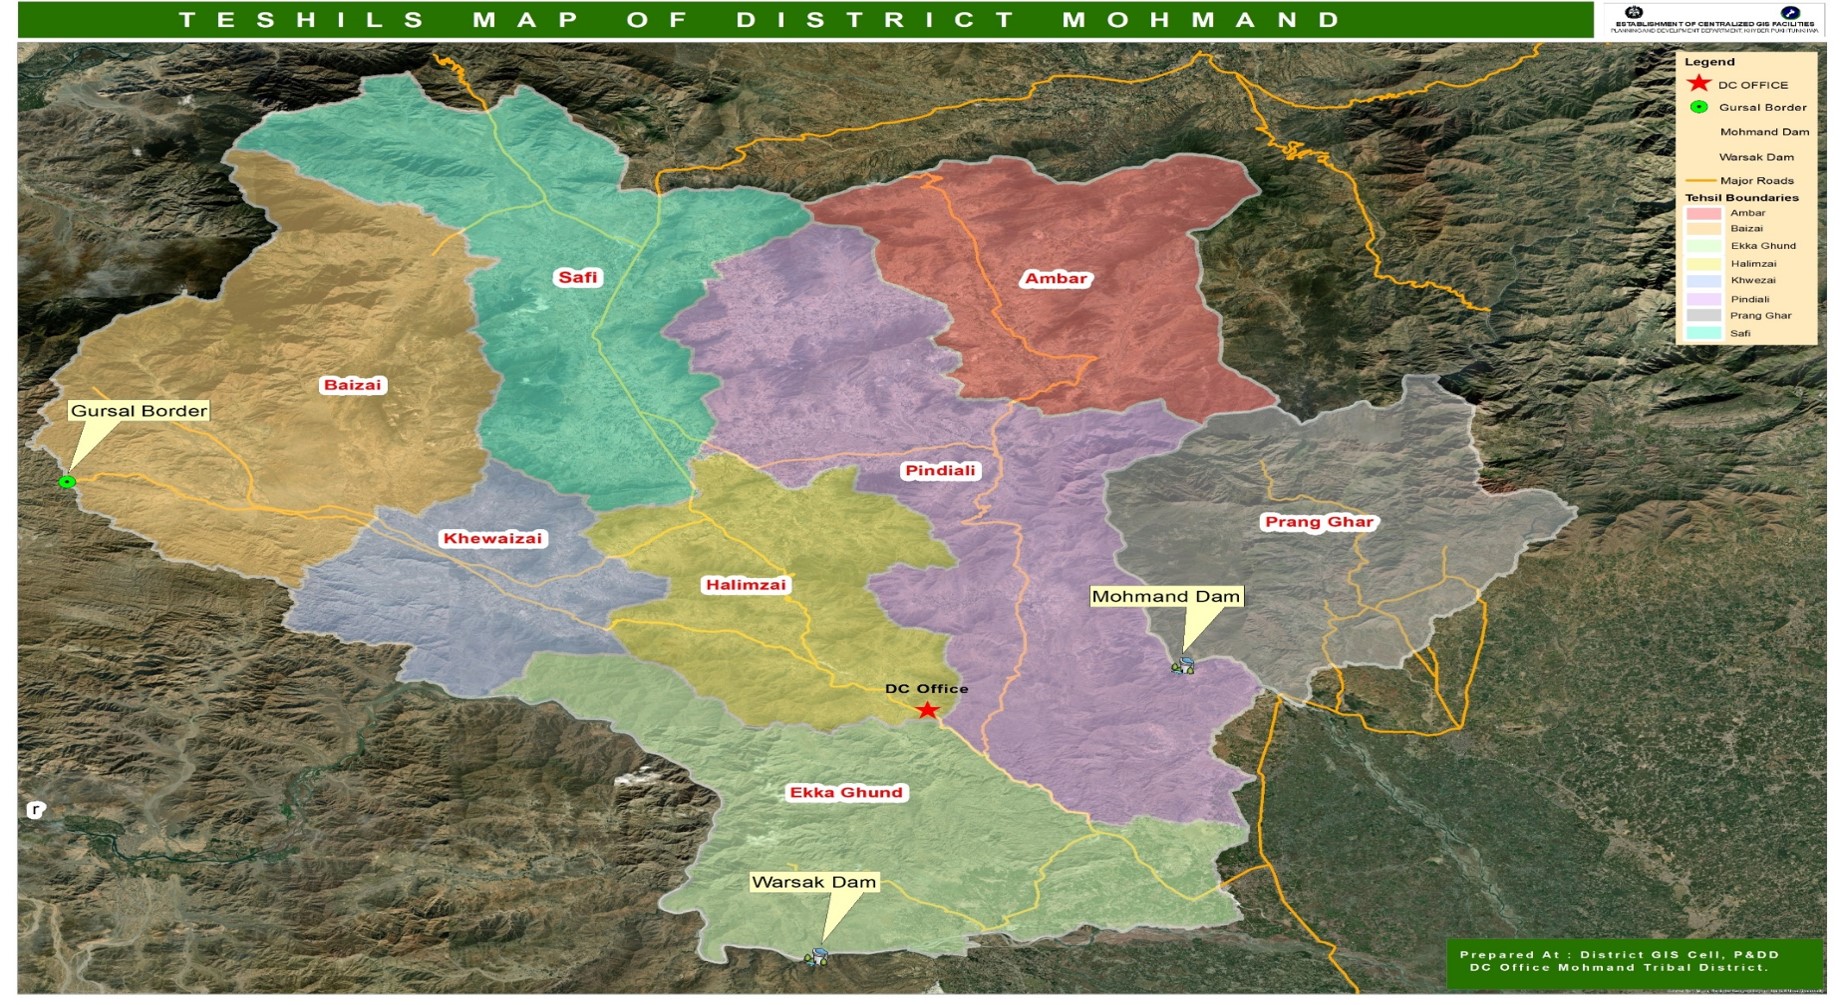 TESHILS MAP OF DISTRICT MOHMAND
ESTABLISHMENT OF CENTRALIZED GIS FACILITIES
PLANNING AND DEVELOPMENT DEPARTMENT, KHYBER PUKHTUNKHWA
Legend
DC OFFICE
Gursal Border
Mohmand Dam
Warsak Dam
Major Roads
Tehsil Boundaries
Ambar
Baizai
Ekka Ghund
Halimzai
Khwezai
Pindiali
Prang Ghar
Safi
Safi
Ambar
Baizai
Gursal Border
Pindiali
Prang Ghar
Khewaizai
Halimzai
Mohmand Dam
DC Office
Ekka Ghund
r
Warsak Dam
Prepared At : District GIS Cell, P&DD
DC Office Mohmand Tribal District.